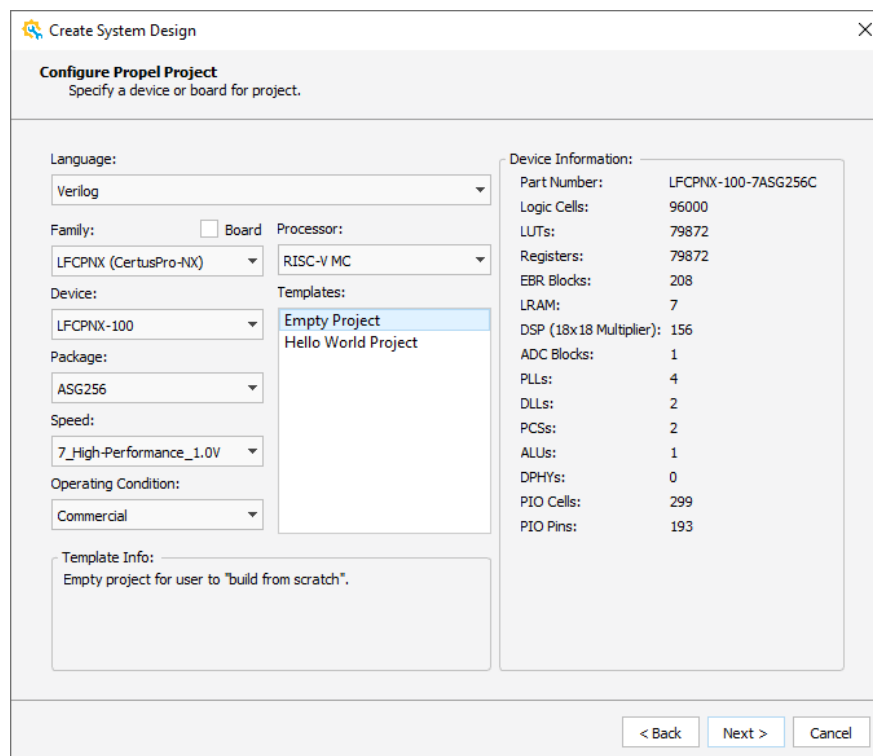 Create System Design
Configure Propel Project
Specify a device or board for project.
Language:
Verilog
Family:
Board
Processor:
LFCPNX (CertusPro-NX)
RISC-V MC
Device:
Templates:
LFCPNX-100
Empty Project
Hello World Project
Package:
ASG256
Speed:
7_High-Performance_1.0V
Operating Condition:
Commercial
Template Info:
Empty project for user to "build from scratch".
Device Information:
Part Number: LFCPNX-100-7ASG256C
Logic Cells: 96000
LUTs: 79872
Registers: 79872
EBR Blocks: 208
LRAM: 7
DSP (18x18 Multiplier): 156
ADC Blocks: 1
PLLs: 4
DLLs: 2
PCSs: 2
ALUs: 1
DPHYs: 0
PIO Cells: 299
PIO Pins: 193
< Back
Next >
Cancel